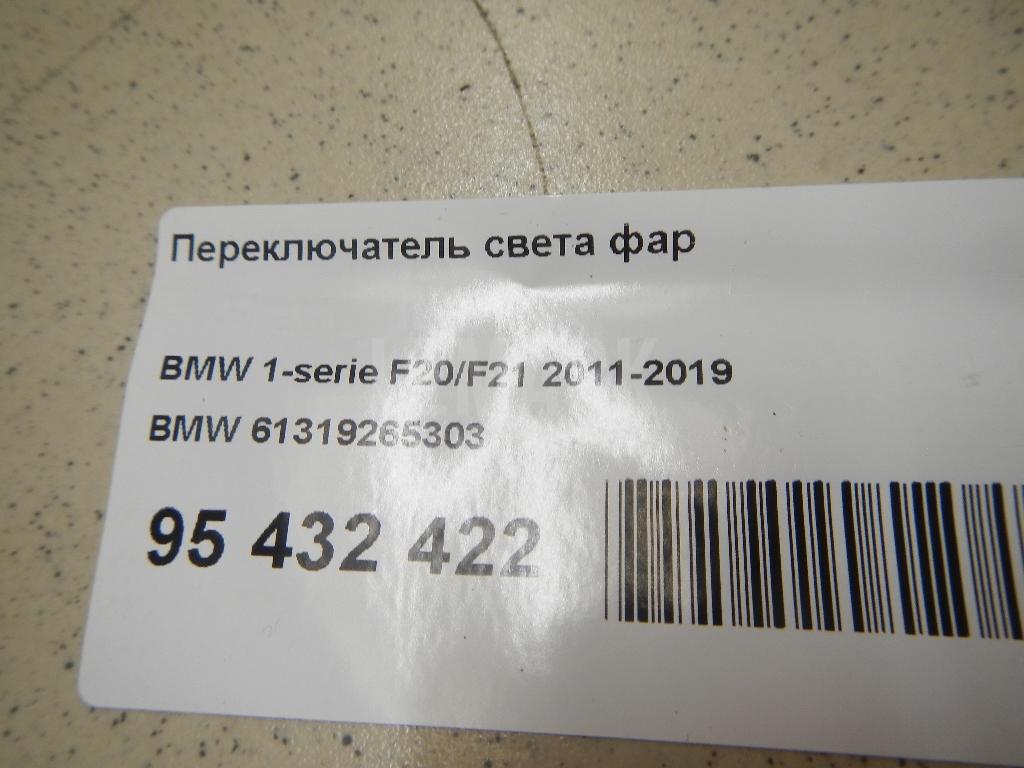 Переключатель света фар
BMW 1-serie F20/F21 2011-2019
BMW 61319265303
95 432 422